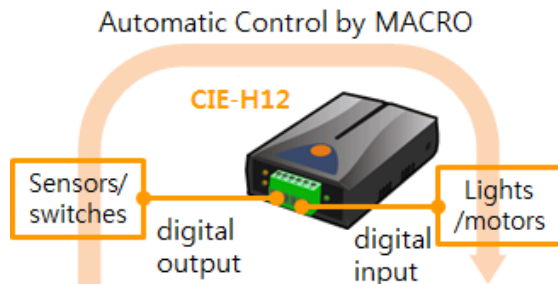 Automatic Control by MACRO
CIE-H12
Sensors/
switches
digital
output
digital
input
Lights
/motors